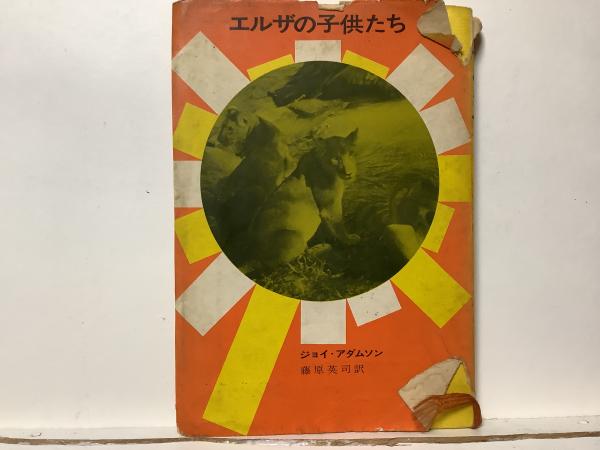 エルザの子供たち
ジョイ・アダムソン
藤原英司訳